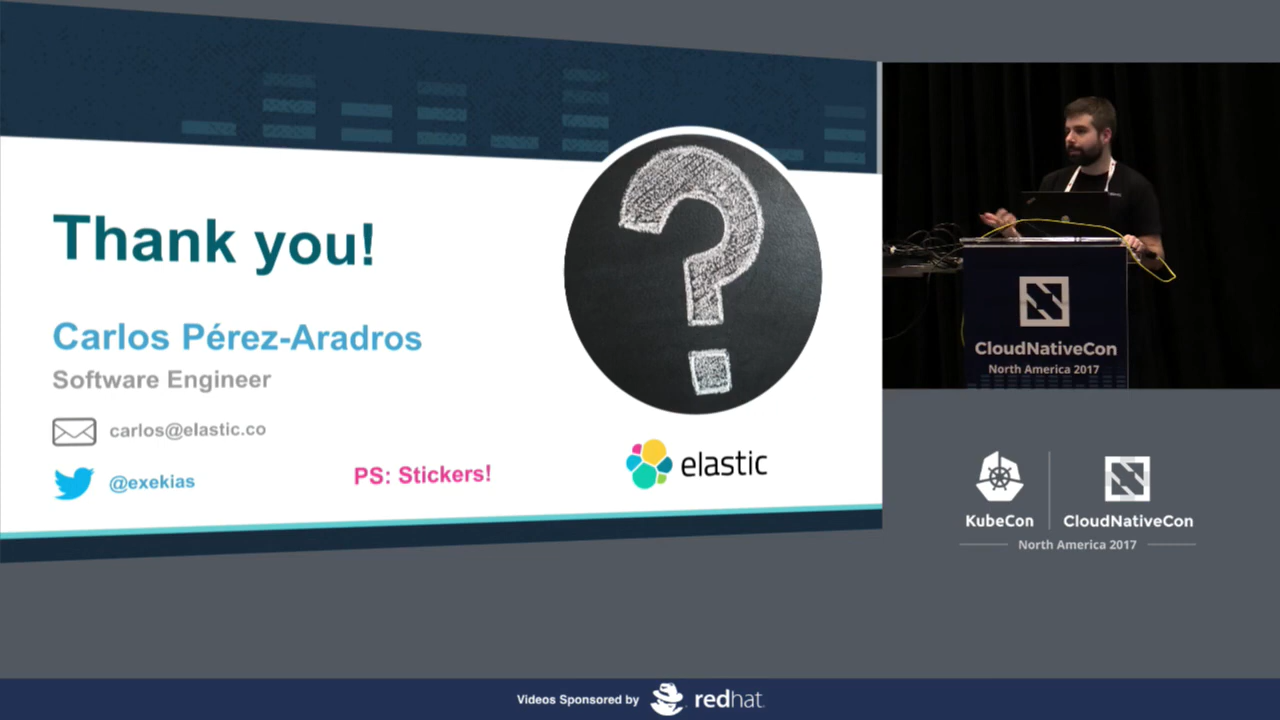 Thank you!
Carlos Pérez-Aradros
Software Engineer
carlos@elastic.co
@exekias
PS: Stickers!
?
elastic
CloudNativeCon
North America 2017
KubeCon
CloudNativeCon
North America 2017
Videos Sponsored by
redhat.